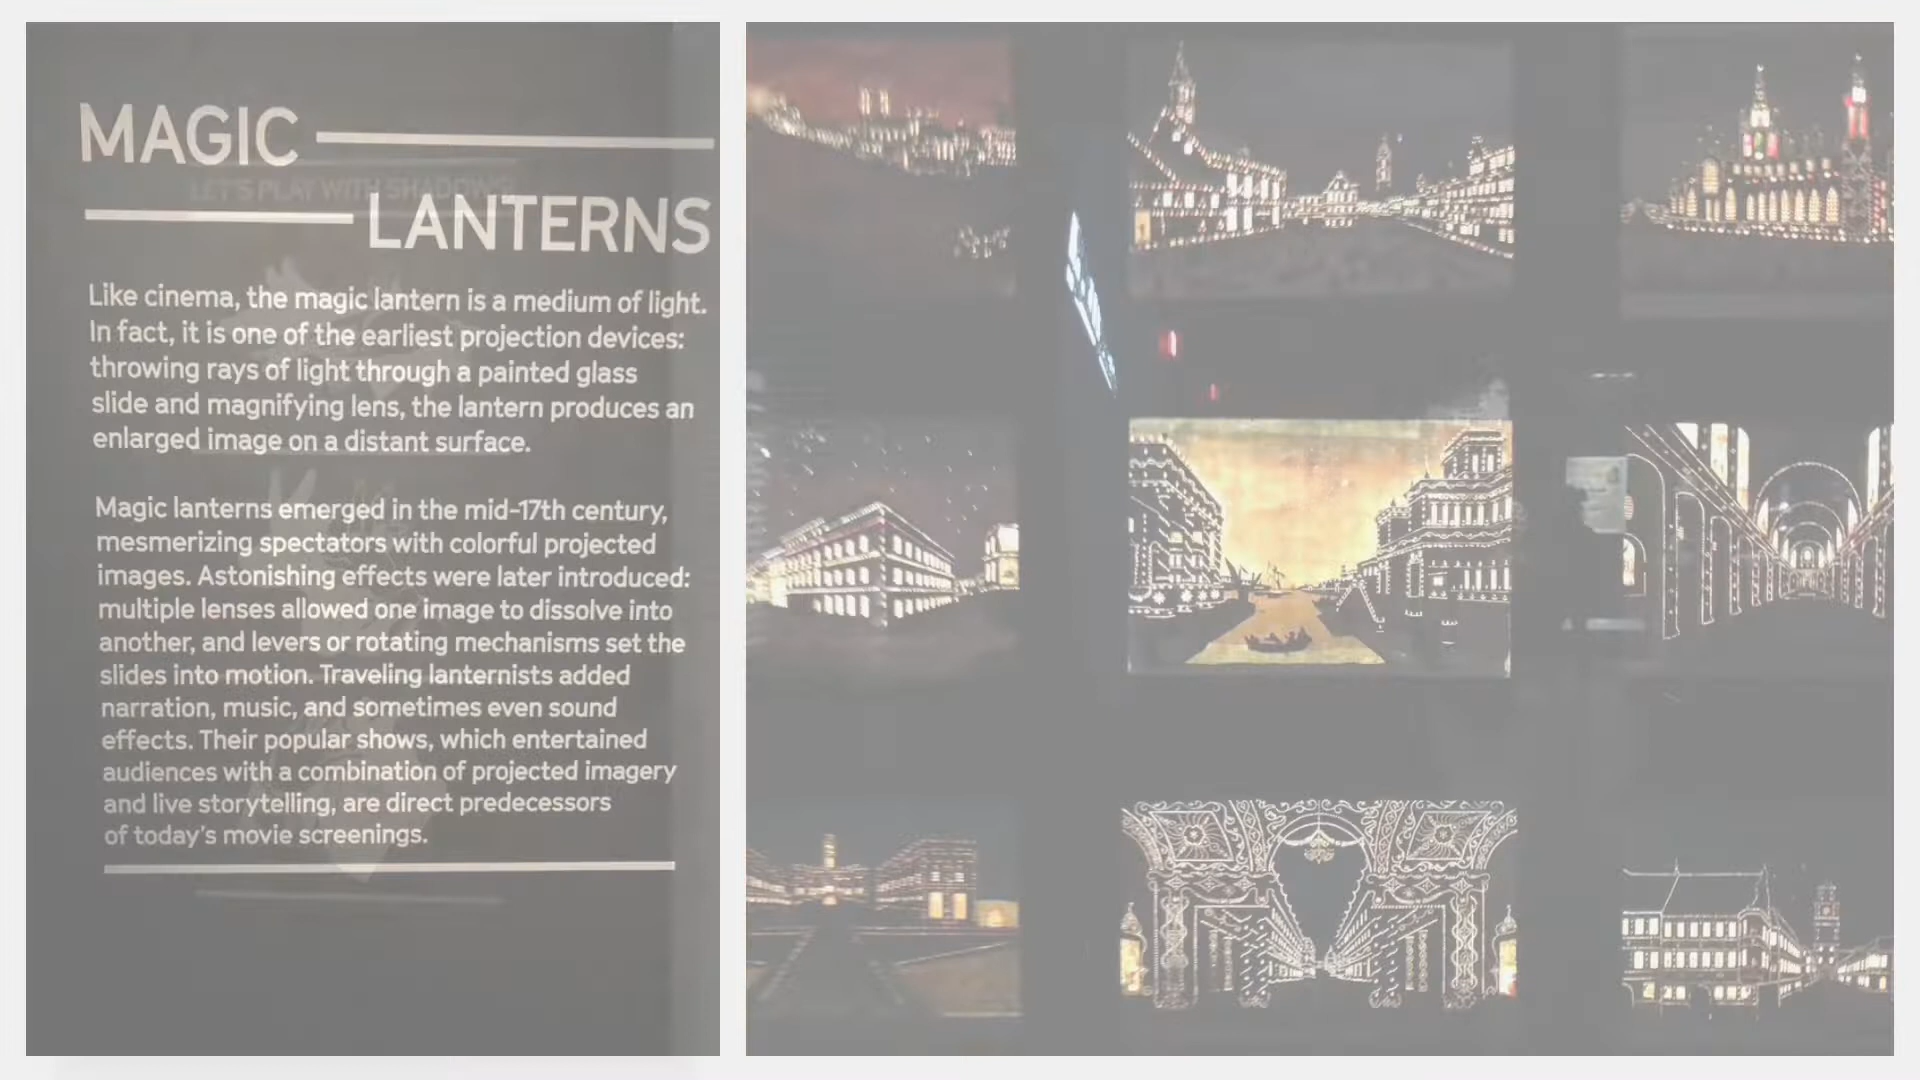 MAGIC
LANTERNS
LET'S PLAY WITH SHADOWS
Like cinema, the magic lantern is a medium of light.
In fact, it is one of the earliest projection devices:
throwing rays of light through a painted glass
slide and magnifying lens, the lantern produces an
enlarged image on a distant surface.
Magic lanterns emerged in the mid-17th century,
mesmerizing spectators with colorful projected
images. Astonishing effects were later introduced:
multiple lenses allowed one image to dissolve into
another, and levers or rotating mechanisms set the
slides into motion. Traveling lanternists added
narration, music, and sometimes even sound
effects. Their popular shows, which entertained
audiences with a combination of projected imagery
and live storytelling, are direct predecessors
of today's movie screenings.